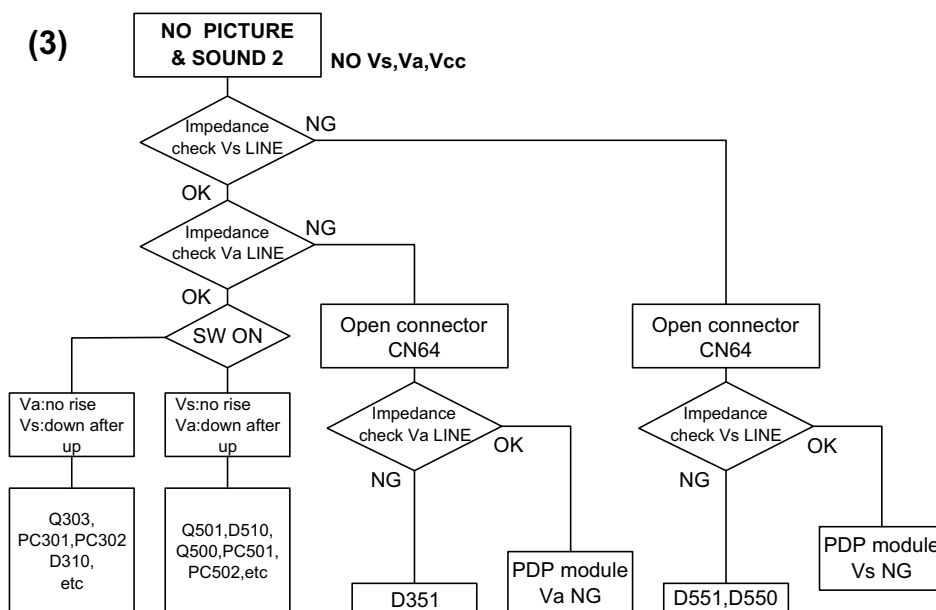 (3)
NO PICTURE
& SOUND 2
NO Vs,Va,Vcc
Impedance
check Vs LINE
NG
OK
Impedance
check Va LINE
NG
OK
SW ON
Open connector
CN64
Open connector
CN64
Va:no rise
Vs:down after
up
Vs:no rise
Va:down after
up
Impedance
check Va LINE
OK
NG
Impedance
check Vs LINE
OK
NG
Q303,
PC301,PC302
D310,
etc
Q501,D510,
Q500,PC501,
PC502,etc
D351
PDP module
Va NG
D551,D550
PDP module
Vs NG